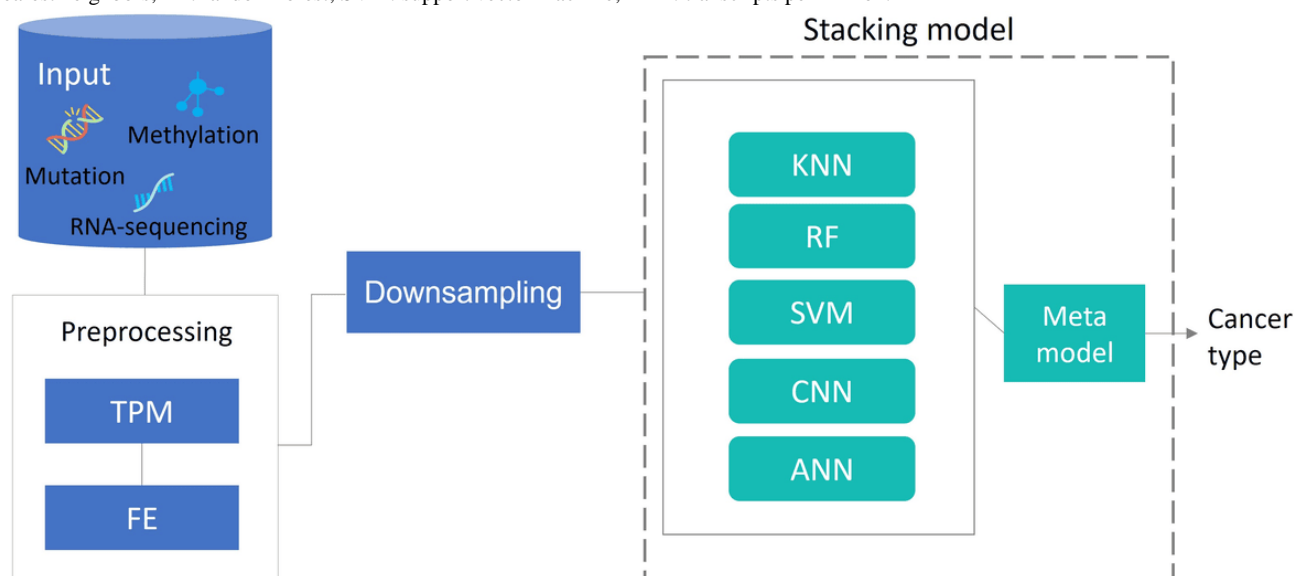 Stacking model
Input
Methylation
Mutation
RNA-sequencing
Preprocessing
TPM
FE
Downsampling
KNN
RF
SVM
CNN
ANN
Meta
model
Cancer
type